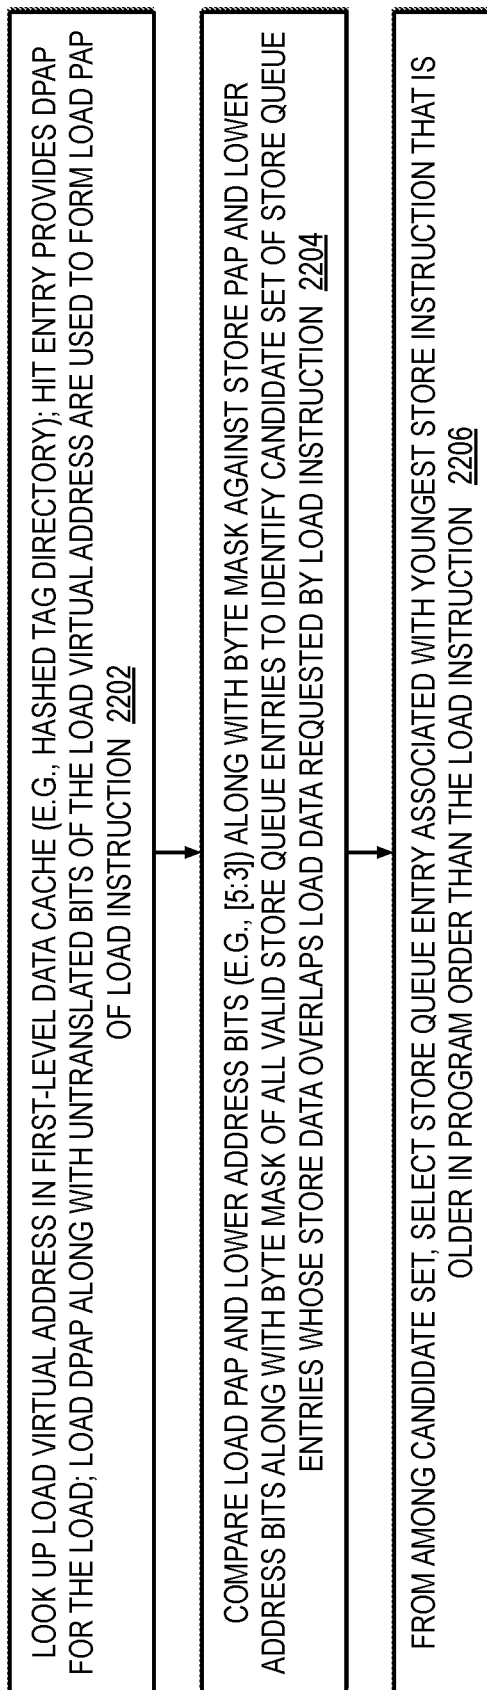 LOOK UP LOAD VIRTUAL ADDRESS IN FIRST-LEVEL DATA CACHE (E.G., HASHED TAG DIRECTORY); HIT ENTRY PROVIDES DPAP
FOR THE LOAD; LOAD DPAP ALONG WITH UNTRANSLATED BITS OF THE LOAD VIRTUAL ADDRESS ARE USED TO FORM LOAD PAP
OF LOAD INSTRUCTION 2202
COMPARE LOAD PAP AND LOWER ADDRESS BITS (E.G., [5:3]) ALONG WITH BYTE MASK AGAINST STORE PAP AND LOWER
ADDRESS BITS ALONG WITH BYTE MASK OF ALL VALID STORE QUEUE ENTRIES TO IDENTIFY CANDIDATE SET OF STORE QUEUE
ENTRIES WHOSE STORE DATA OVERLAPS LOAD DATA REQUESTED BY LOAD INSTRUCTION 2204
FROM AMONG CANDIDATE SET, SELECT STORE QUEUE ENTRY ASSOCIATED WITH YOUNGEST STORE INSTRUCTION THAT IS
OLDER IN PROGRAM ORDER THAN THE LOAD INSTRUCTION 2206